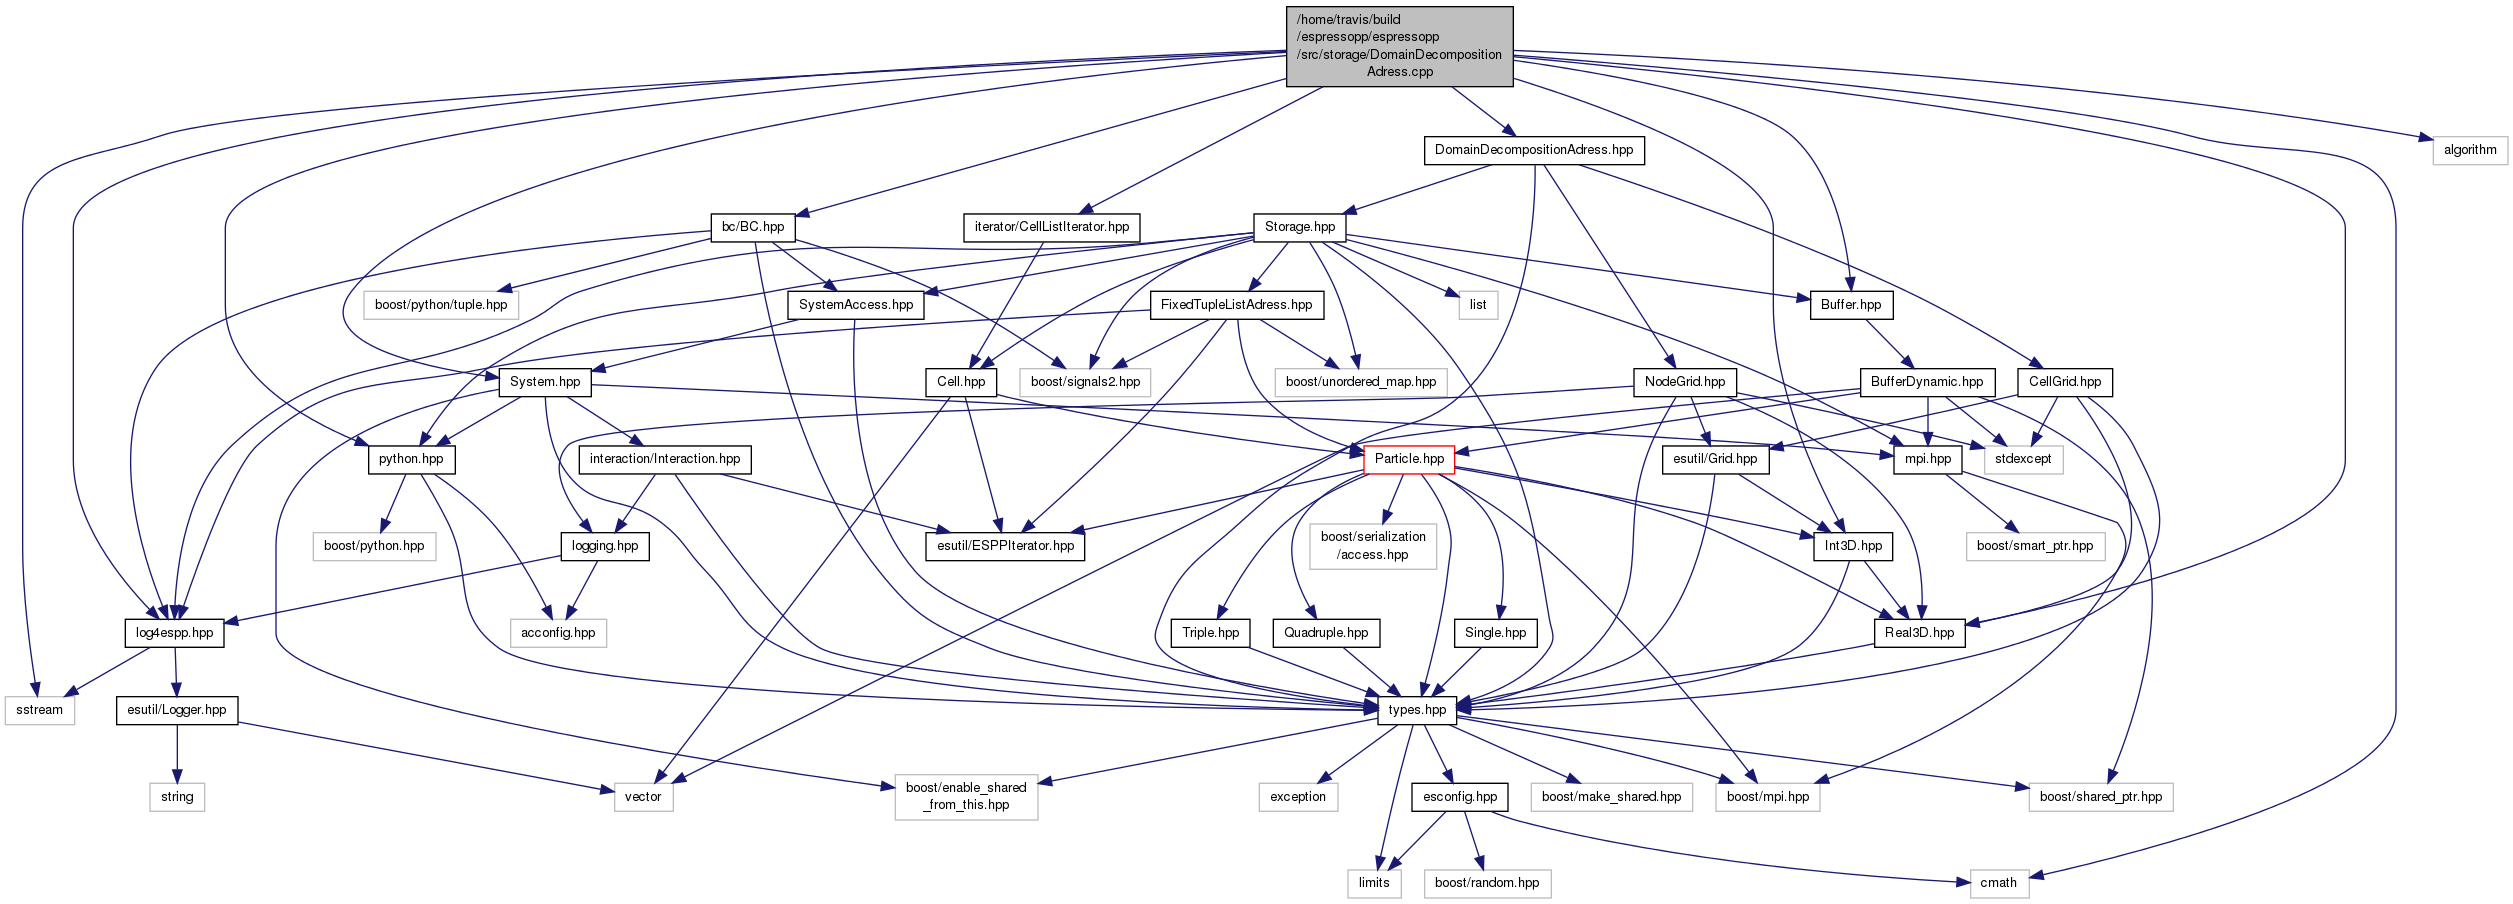 /home/travis/build
/espressopp/espressopp
/src/storage/DomainDecomposition
Adress.cpp
algorithm
DomainDecompositionAdress.hpp
bc/BC.hpp
iterator/CellListIterator.hpp
Storage.hpp
boost/python/tuple.hpp
SystemAccess.hpp
FixedTupleListAdress.hpp
list
Buffer.hpp
System.hpp
Cell.hpp
boost/signals2.hpp
boost/unordered_map.hpp
NodeGrid.hpp
BufferDynamic.hpp
CellGrid.hpp
python.hpp
interaction/Interaction.hpp
Particle.hpp
esutil/Grid.hpp
mpi.hpp
stdexcept
boost/python.hpp
logging.hpp
esutil/ESPPIterator.hpp
boost/serialization
/access.hpp
Int3D.hpp
boost/smart_ptr.hpp
log4espp.hpp
acconfig.hpp
Triple.hpp
Quadruple.hpp
Single.hpp
Real3D.hpp
sstream
esutil/Logger.hpp
types.hpp
string
vector
boost/enable_shared
_from_this.hpp
exception
esconfig.hpp
boost/make_shared.hpp
boost/mpi.hpp
boost/shared_ptr.hpp
limits
boost/random.hpp
cmath